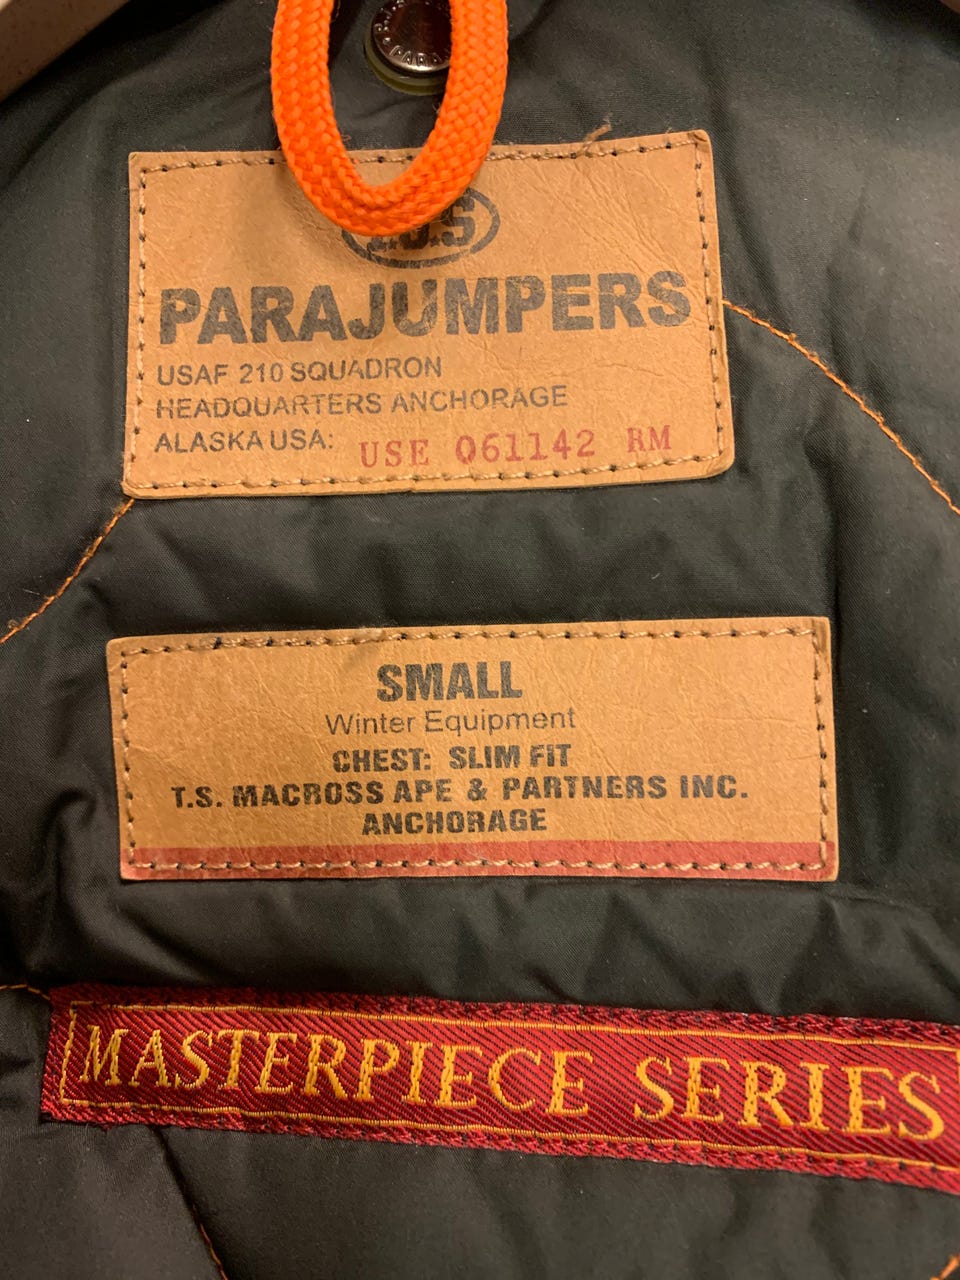 PARAJUMPERS
USAF 210 SQUADRON
HEADQUARTERS ANCHORAGE
ALASKA USA: USE 061142 RM
SMALL
Winter Equipment
CHEST: SLIM FIT
T.S. MACROSS APE & PARTNERS INC.
ANCHORAGE
MASTERPIECE SERIES